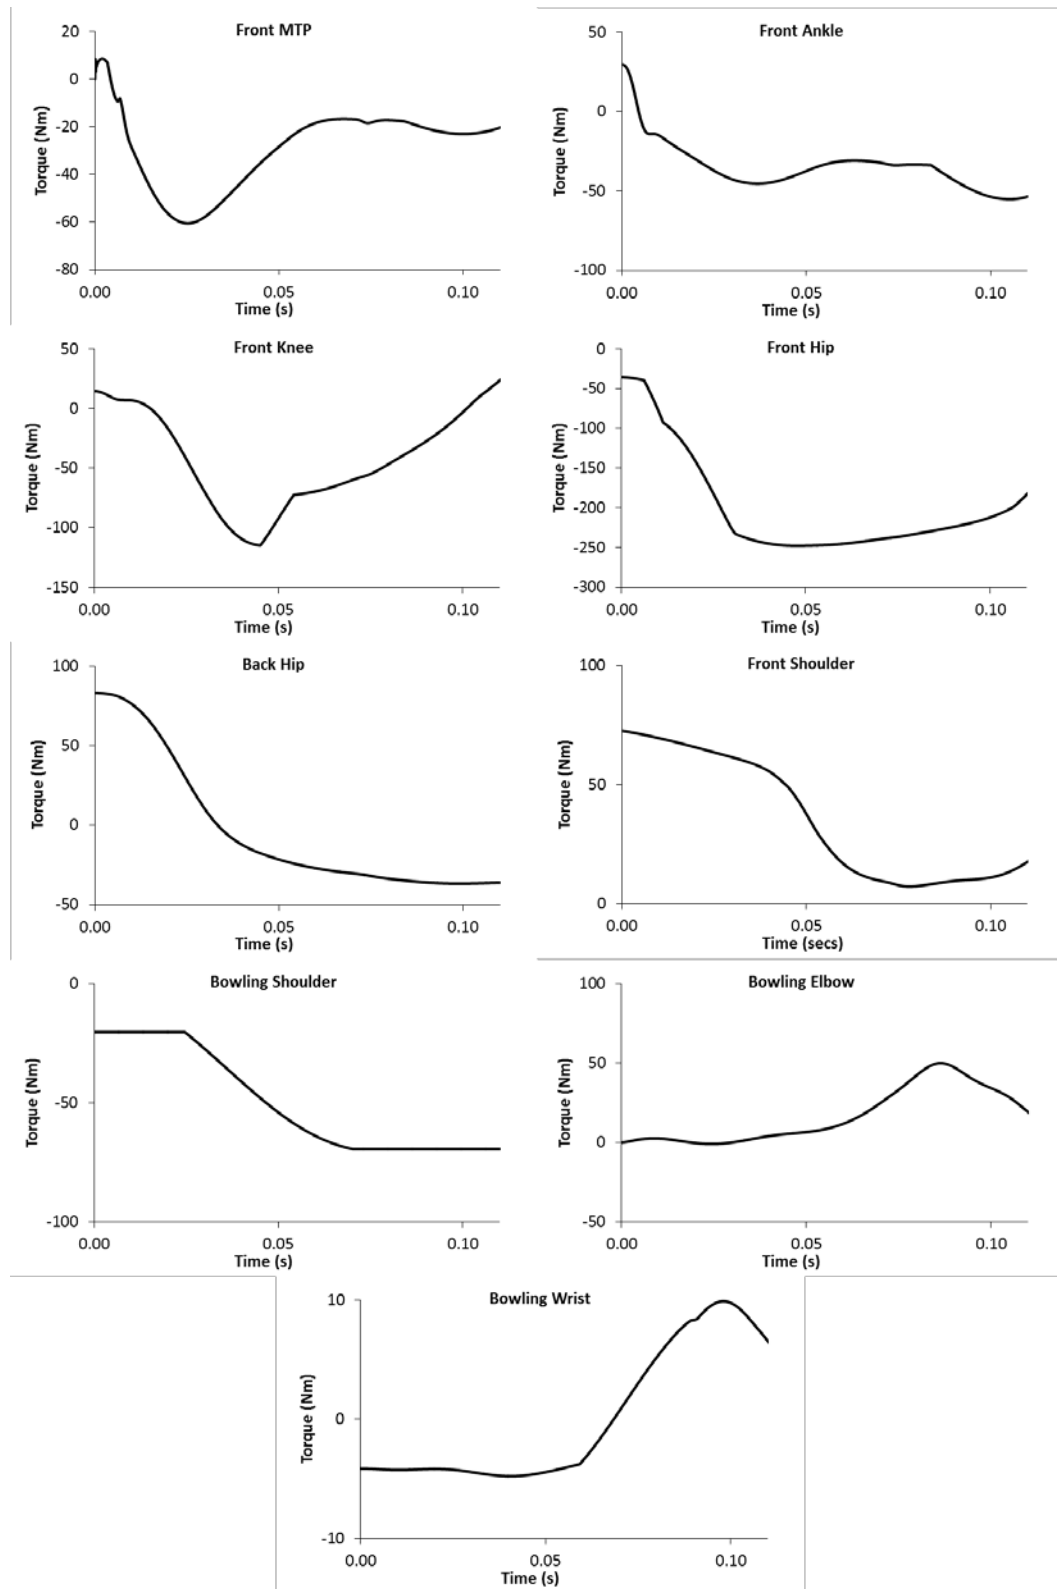 Front MTP
20
0
-20
-40
-60
-80
Torque (Nm)
0.00 0.05 0.10
Time (s)
Front Ankle
50
0
-50
-100
Torque (Nm)
0.00 0.05 0.10
Time (s)
Front Knee
50
0
-50
-100
-150
Torque (Nm)
0.00 0.05 0.10
Time (s)
Front Hip
0
-50
-100
-150
-200
-250
-300
Torque (Nm)
0.00 0.05 0.10
Time (s)
Back Hip
100
50
0
-50
Torque (Nm)
0.00 0.05 0.10
Time (s)
Front Shoulder
100
50
0
Torque (Nm)
0.00 0.05 0.10
Time (secs)
Bowling Shoulder
0
-50
-100
Torque (Nm)
0.00 0.05 0.10
Time (s)
Bowling Elbow
100
50
0
-50
Torque (Nm)
0.00 0.05 0.10
Time (s)
Bowling Wrist
10
0
-10
Torque (Nm)
0.00 0.05 0.10
Time (s)